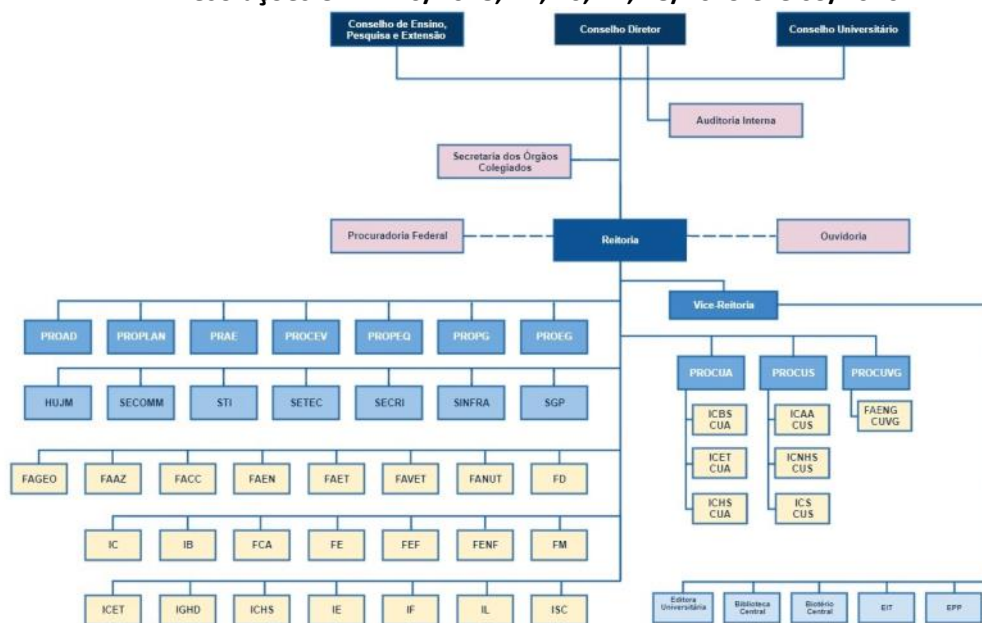 Conselho de Ensino,
Pesquisa e Extensão
Conselho Diretor
Conselho Universitário
Auditoria Interna
Secretaria dos Órgãos
Colegiados
Procuradoria Federal
Reitoria
Ouvidoria
Vice-Reitoria
PROAD
PROPLAN
PRAE
PROCEV
PROPEQ
PROPG
PROEG
PROCUA
PROCUS
PROCUVG
HUJM
SECOMM
STI
SETEC
SECRI
SINFRA
SGP
ICBS
CUA
ICAA
CUS
FAENG
CUVG
ICET
CUA
ICNHS
CUS
ICHS
CUA
ICS
CUS
FAGEO
FAAZ
FACC
FAEN
FAET
FAVET
FANUT
FD
IC
IB
FCA
FE
FEF
FENF
FM
ICET
IGHD
ICHS
IE
IF
IL
ISC
Editora
Universitária
Biblioteca
Central
Biotério
Central
EIT
EPP